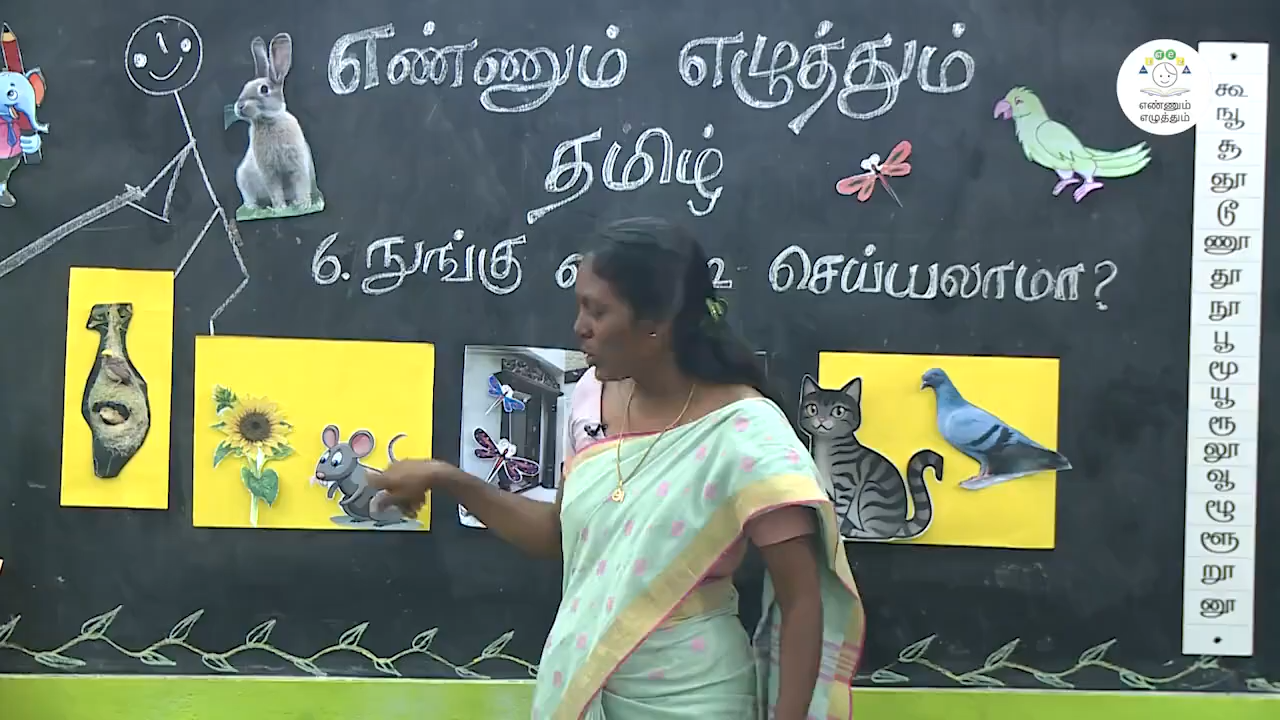 எண்ணும் எழுத்தும்
தமிழ்
6. நுங்கு செய்யலாமா?
எண்ணும்
எழுத்தும்
கூ
ஙூ
சூ
ஞூ
டூ
ணூ
தூ
நூ
பூ
மூ
யூ
ரூ
லூ
வூ
ழூ
ளூ
றூ
னூ